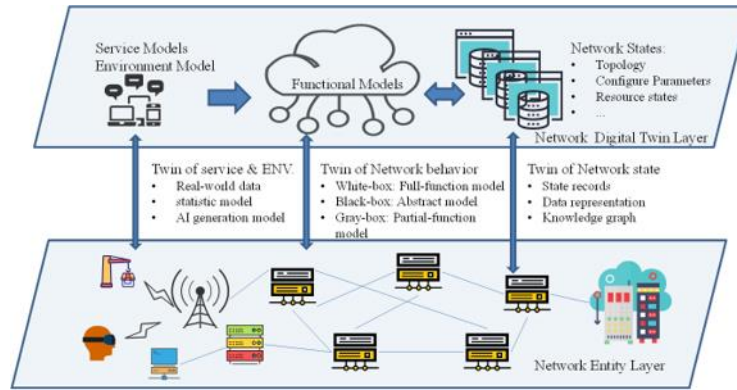 Service Models
Environment Model
Functional Models
Network States:
• Topology
• Configure Parameters
• Resource states
• ...
Network Digital Twin Layer
Twin of service & ENV.
• Real-world data
• statistic model
• AI generation model
Twin of Network behavior
• White-box: Full-function model
• Black-box: Abstract model
• Gray-box: Partial-function
model
Twin of Network state
• State records
• Data representation
• Knowledge graph
Network Entity Layer